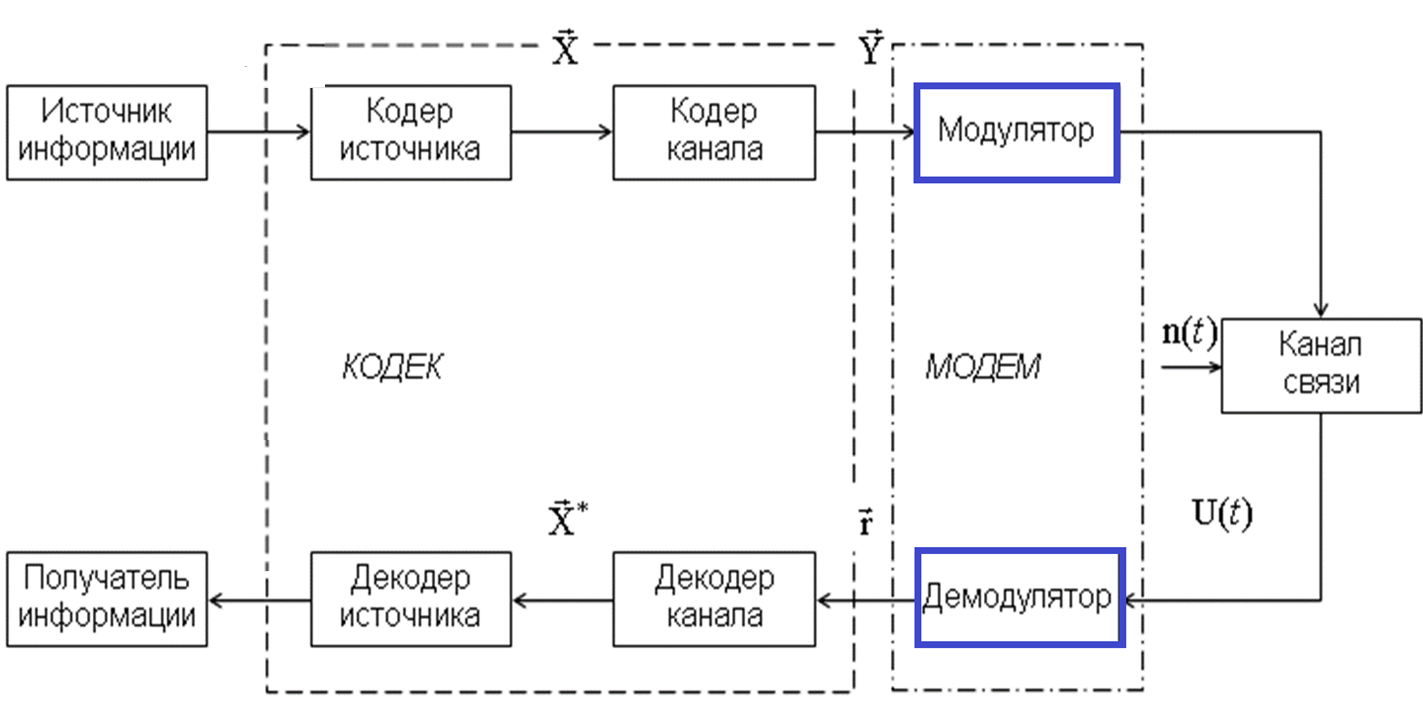 X⃗
Y⃗
Источник
информации
Кодер
источника
Кодер
канала
Модулятор
КОДЕК
МОДЕМ
n(t)
Канал
связи
X⃗*
r⃗
U(t)
Получатель
информации
Декодер
источника
Декодер
канала
Демодулятор